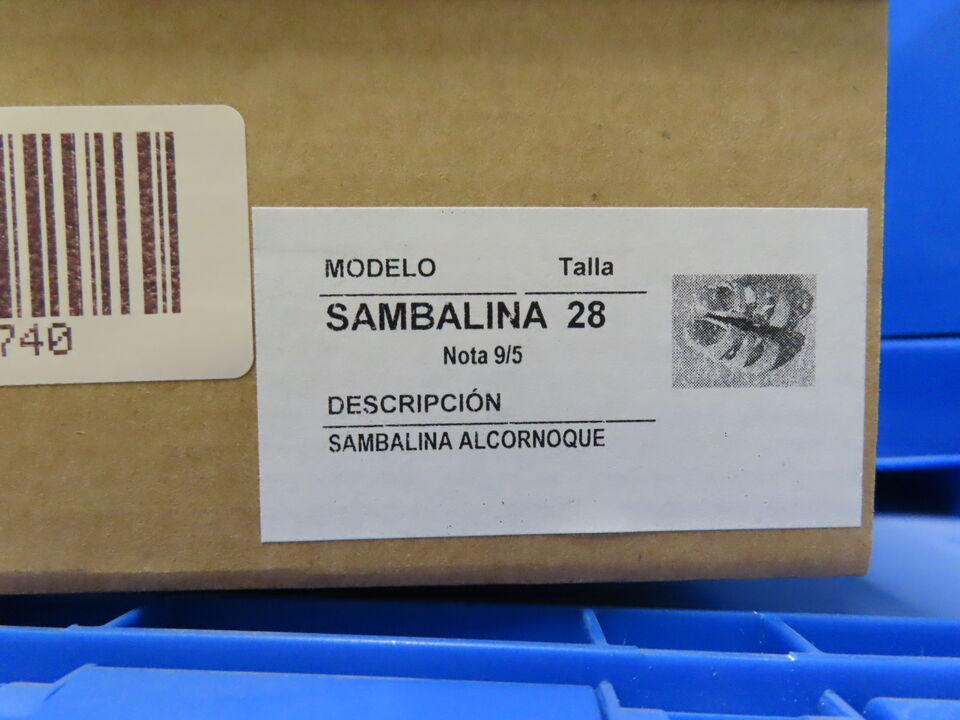 740
MODELO Talla
SAMBALINA 28
Nota 9/5
DESCRIPCIÓN
SAMBALINA ALCORNOQUE